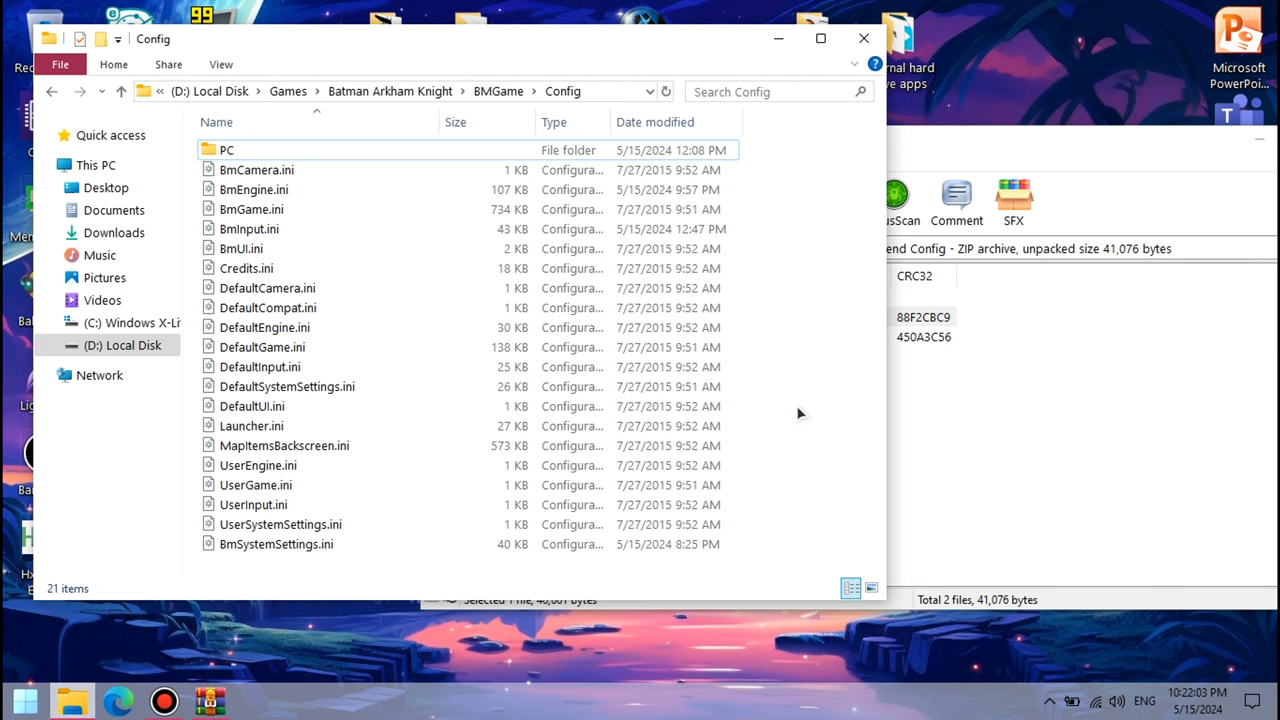 99
Config
File Home Share View
(D:) Local Disk Games Batman Arkham Knight BMGame Config
Search Config
Name Size Type Date modified
PC File folder 5/15/2024 12:08 PM
BmCamera.ini 1 KB Configura... 7/27/2015 9:52 AM
BmEngine.ini 107 KB Configura... 5/15/2024 9:57 PM
BmGame.ini 734 KB Configura... 7/27/2015 9:51 AM
BmInput.ini 43 KB Configura... 5/15/2024 12:47 PM
BmUI.ini 2 KB Configura... 7/27/2015 9:52 AM
Credits.ini 18 KB Configura... 7/27/2015 9:52 AM
DefaultCamera.ini 1 KB Configura... 7/27/2015 9:52 AM
DefaultCompat.ini 1 KB Configura... 7/27/2015 9:52 AM
DefaultEngine.ini 30 KB Configura... 7/27/2015 9:52 AM
DefaultGame.ini 138 KB Configura... 7/27/2015 9:51 AM
DefaultInput.ini 25 KB Configura... 7/27/2015 9:52 AM
DefaultSystemSettings.ini 26 KB Configura... 7/27/2015 9:51 AM
DefaultUI.ini 1 KB Configura... 7/27/2015 9:52 AM
Launcher.ini 27 KB Configura... 7/27/2015 9:52 AM
MapItemsBackscreen.ini 573 KB Configura... 7/27/2015 9:52 AM
UserEngine.ini 1 KB Configura... 7/27/2015 9:52 AM
UserGame.ini 1 KB Configura... 7/27/2015 9:51 AM
UserInput.ini 1 KB Configura... 7/27/2015 9:52 AM
UserSystemSettings.ini 1 KB Configura... 7/27/2015 9:52 AM
BmSystemSettings.ini 40 KB Configura... 5/15/2024 8:25 PM
Quick access
This PC
Desktop
Documents
Downloads
Music
Pictures
Videos
(C:) Windows X-Li
(D:) Local Disk
Network
21 items
rnal hard
ve apps
Microsoft
PowerPoi...
usScan Comment SFX
end Config - ZIP archive, unpacked size 41,076 bytes
CRC32
88F2CBC9
450A3C56
Total 2 files, 41,076 bytes
ENG
10:22:03 PM
5/15/2024